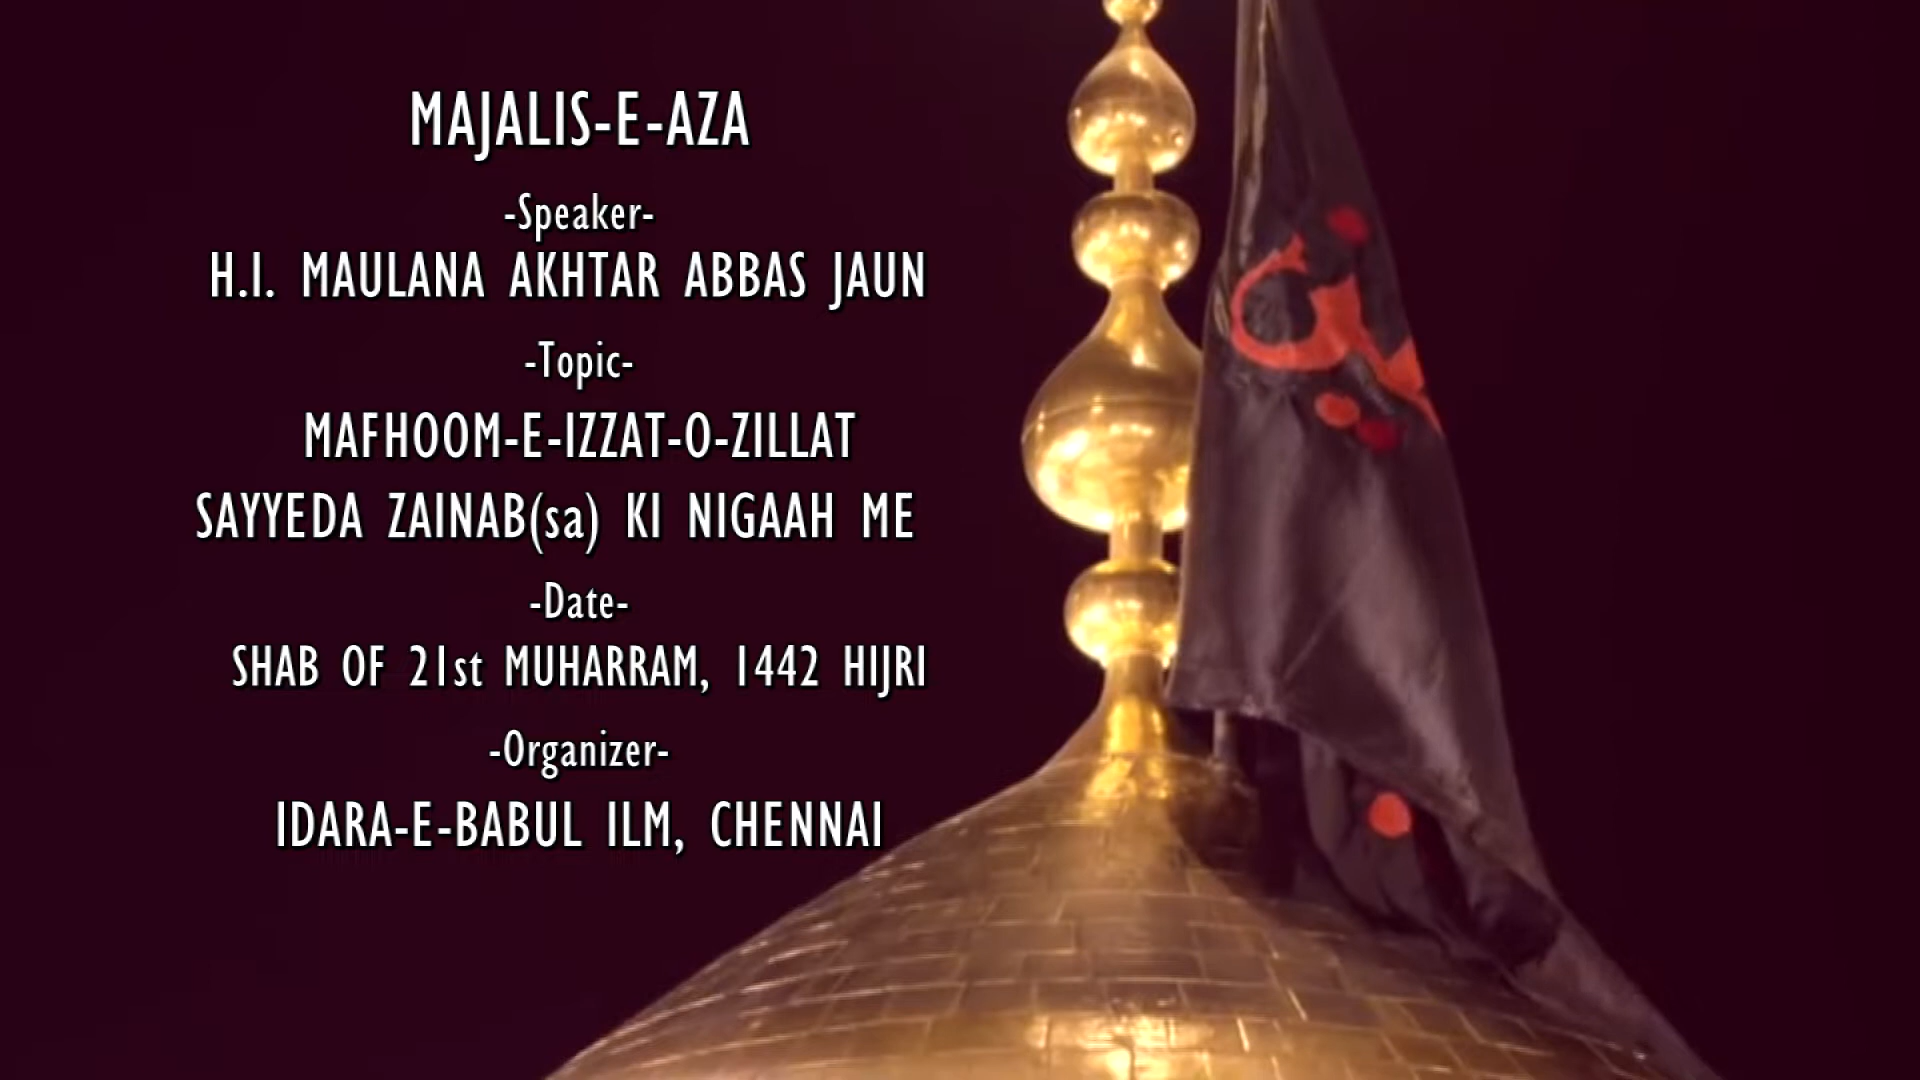 MAJALIS-E-AZA
-Speaker-
H.I. MAULANA AKHTAR ABBAS JAUN
-Topic-
MAFHOOM-E-IZZAT-O-ZILLAT
SAYYEDA ZAINAB(sa) KI NIGAAH ME
-Date-
SHAB OF 21st MUHARRAM, 1442 HIJRI
-Organizer-
IDARA-E-BABUL ILM, CHENNAI